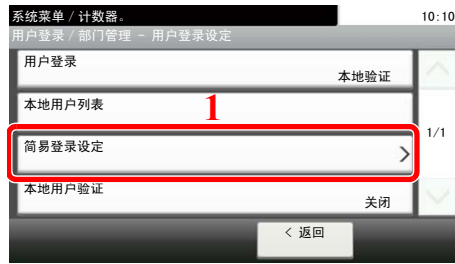 系统菜单 / 计数器。
10:10
用户登录 / 部门管理 - 用户登录设定
用户登录
本地验证
本地用户列表
1
简易登录设定
1/1
本地用户验证
关闭
< 返回